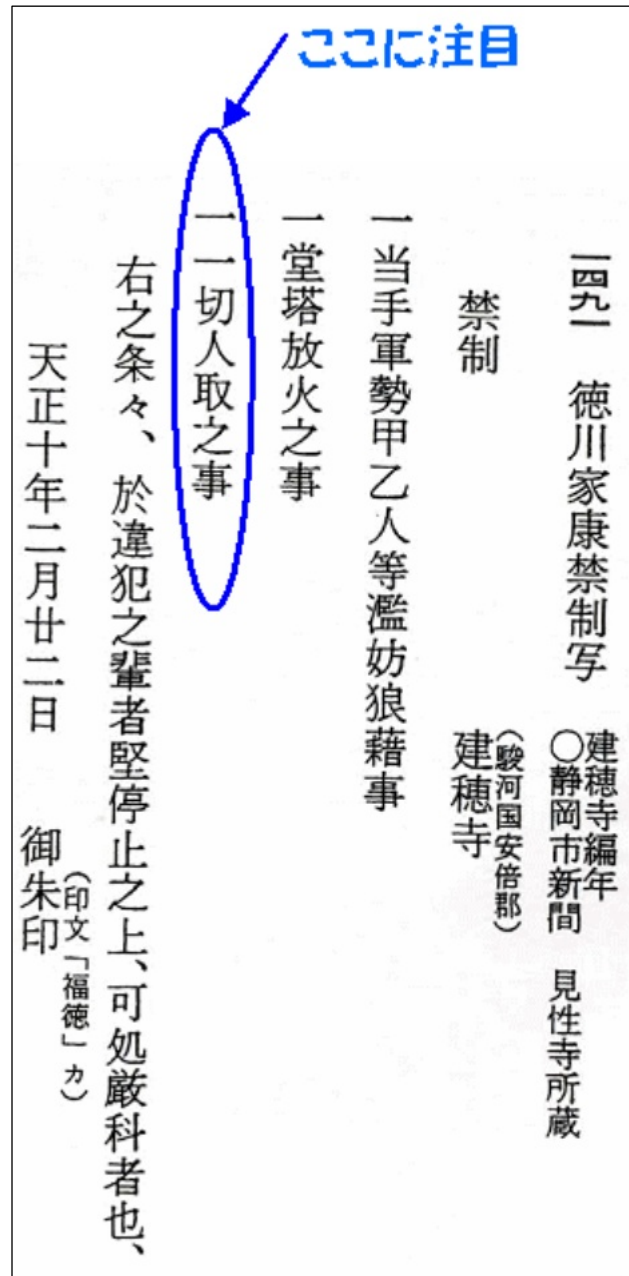 ここに注目
一四九一 徳川家康禁制写
建穂寺編年
○静岡市新間 見性寺所蔵
禁制
(駿河国安倍郡)
建穂寺
一当手軍勢甲乙人等濫妨狼藉事
一堂塔放火之事
一一切人取之事
右之条々、於違犯之輩者堅停止之上、可処厳科者也、
(印文「福徳」カ)
天正十年二月廿二日 御朱印